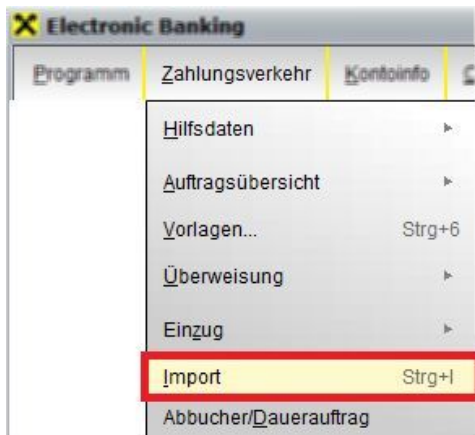 Electronic Banking
Programm Zahlungsverkehr Kontoinfo
Hilfsdaten
Auftragsübersicht
Vorlagen... Strg+6
Überweisung
Einzug
Import Strg+I
Abbucher/Dauerauftrag